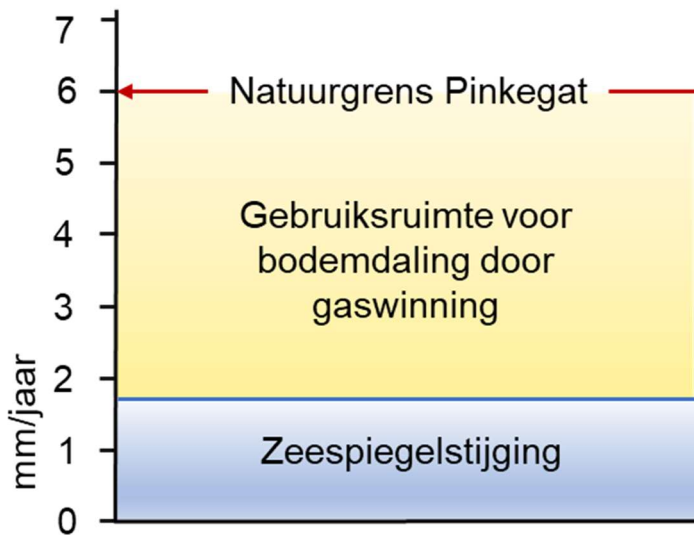 7
6
Natuurgrens Pinkegat
5
Gebruiksruimte voor
4
bodemdaling door
3
gaswinning
2
1
Zeespiegelstijging
0
mm/jaar